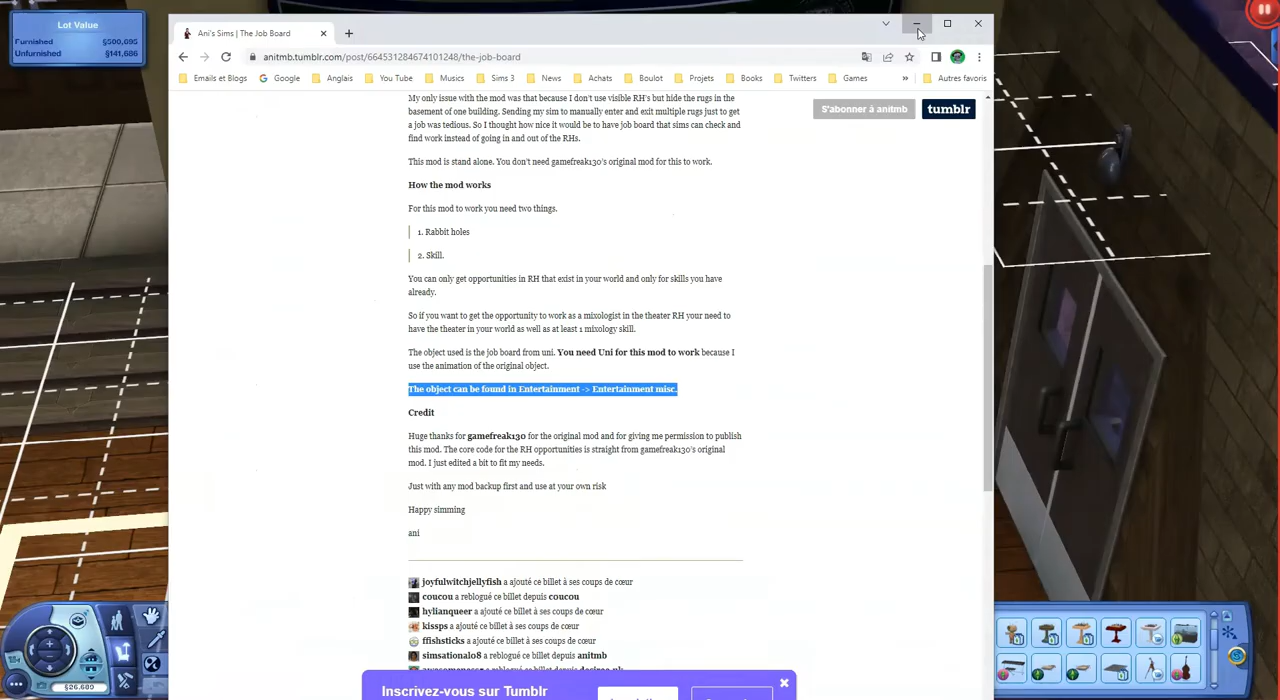 Lot Value
Furnished §500,695
Unfurnished §141,686
Ani's Sims | The Job Board
anitmb.tumblr.com/post/664531284674101248/the-job-board
Emails et Blogs Google Anglais You Tube Musics Sims 3 News Achats Boulot Projets Books Twitters Games » Autres favoris
S'abonner à anitmb tumblr
My only issue with the mod was that because I don't use visible RH's but hide the rugs in the
basement of one building. Sending my sim to manually enter and exit multiple rugs just to get
a job was tedious. So I thought how nice it would be to have job board that sims can check and
find work instead of going in and out of the RHs.
This mod is stand alone. You don't need gamefreak130's original mod for this to work.
How the mod works
For this mod to work you need two things.
1. Rabbit holes
2. Skill.
You can only get opportunities in RH that exist in your world and only for skills you have
already.
So if you want to get the opportunity to work as a mixologist in the theater RH your need to
have the theater in your world as well as at least 1 mixology skill.
The object used is the job board from uni. You need Uni for this mod to work because I
use the animation of the original object.
The object can be found in Entertainment -> Entertainment misc.
Credit
Huge thanks for gamefreak130 for the original mod and for giving me permission to publish
this mod. The core code for the RH opportunities is straight from gamefreak130's original
mod. I just edited a bit to fit my needs.
Just with any mod backup first and use at your own risk
Happy simming
ani
joyfulwitchjellyfish a ajouté ce billet à ses coups de cœur
coucou a reblogué ce billet depuis coucou
hylianqueer a ajouté ce billet à ses coups de cœur
kissps a ajouté ce billet à ses coups de cœur
ffishsticks a ajouté ce billet à ses coups de cœur
simsational08 a reblogué ce billet depuis anitmb
Inscrivez-vous sur Tumblr
§26,689